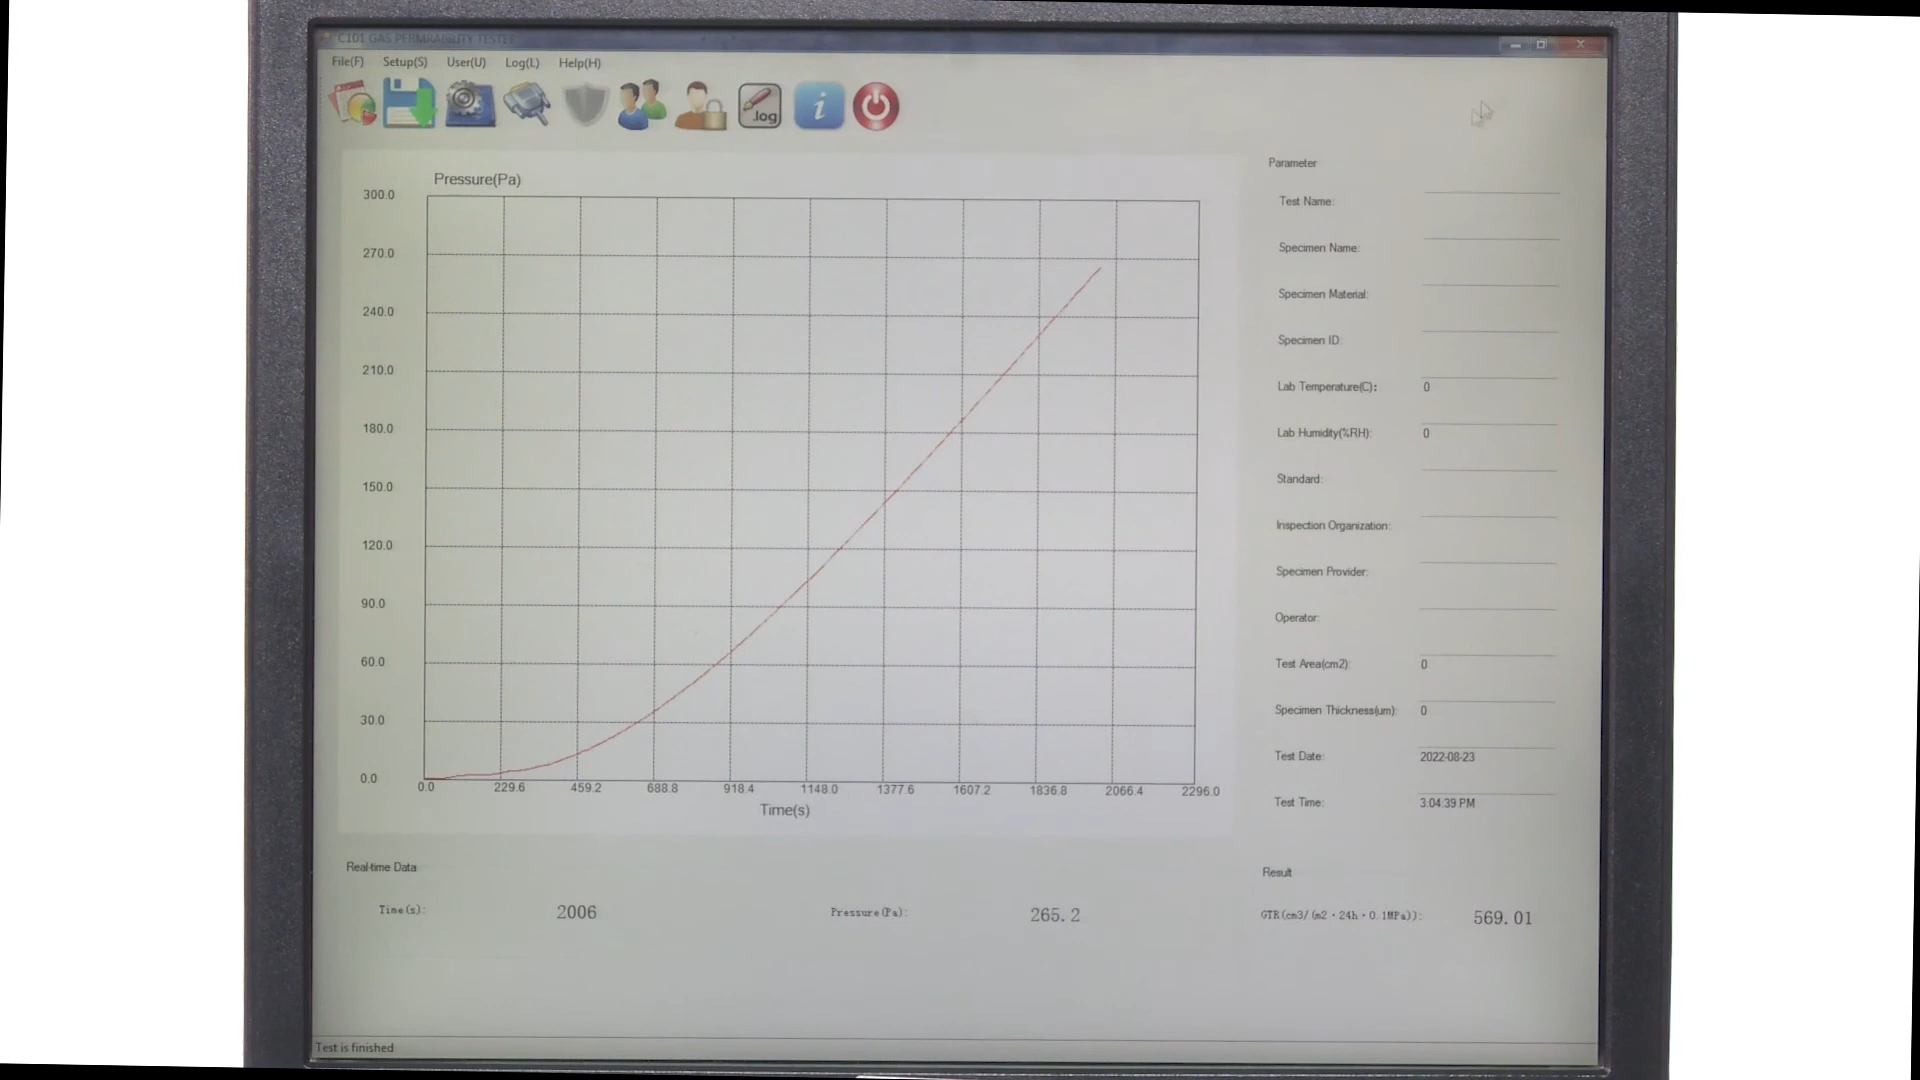 C101 GAS PERMRABILITY TESTER
File(F) Setup(S) User(U) Log(L) Help(H)
.log
i
Pressure(Pa)
300.0
270.0
240.0
210.0
180.0
150.0
120.0
90.0
60.0
30.0
0.0
0.0 229.6 459.2 688.8 918.4 1148.0 1377.6 1607.2 1836.8 2066.4 2296.0
Time(s)
Parameter
Test Name:
Specimen Name:
Specimen Material:
Specimen ID:
Lab Temperature(C): 0
Lab Humidity(%RH): 0
Standard:
Inspection Organization:
Specimen Provider:
Operator:
Test Area(cm2): 0
Specimen Thickness(um): 0
Test Date: 2022-08-23
Test Time: 3:04:39 PM
Real-time Data
Time(s): 2006
Pressure(Pa): 265.2
Result
GTR(cm3/(m2·24h·0.1MPa)): 569.01
Test is finished